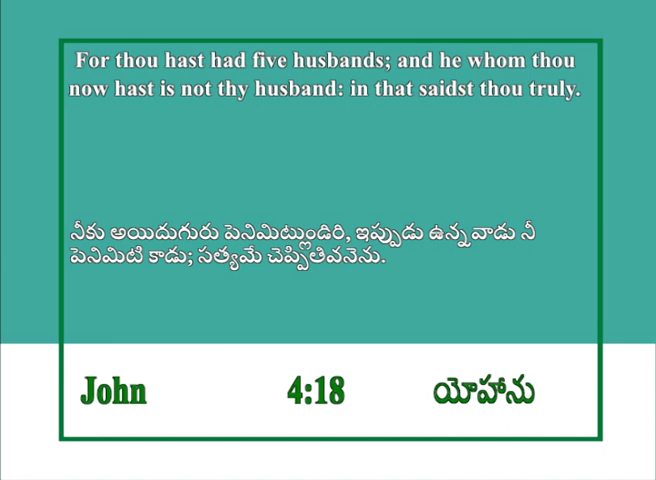 For thou hast had five husbands; and he whom thou
now hast is not thy husband: in that saidst thou truly.
నీకు అయిదుగురు పెనిమిట్లుండిరి, ఇప్పుడు ఉన్నవాడు నీ
పెనిమిటి కాడు; సత్యమే చెప్పితివనెను.
John 4:18 యోహాను